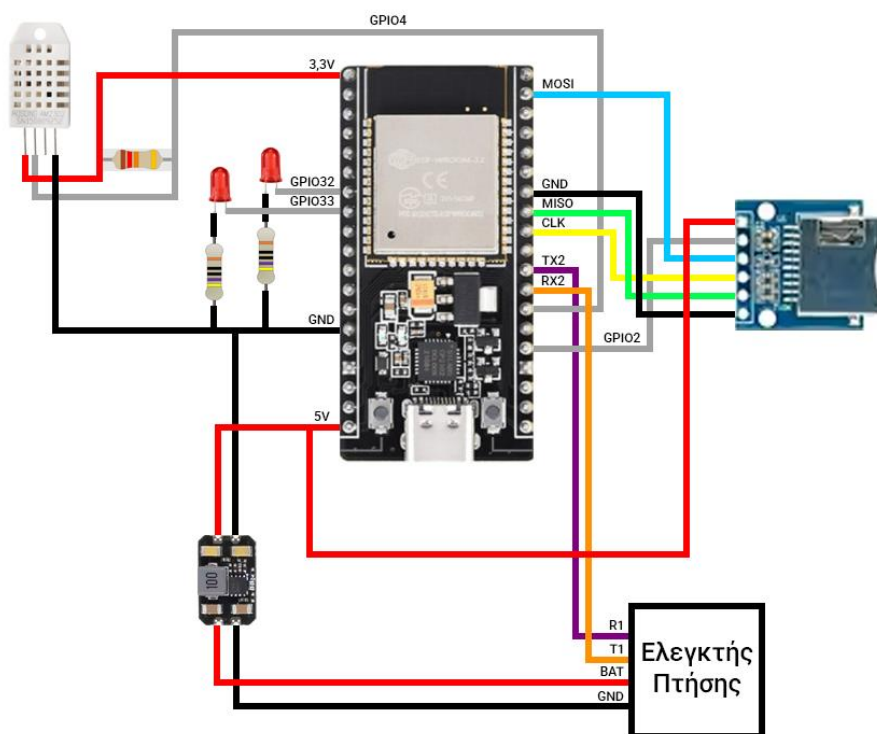 GPIO4
3,3V
MOSI
GPIO32
GPIO33
GND
MISO
CLK
TX2
RX2
GND
GPIO2
5V
100
R1
T1
BAT
GND
Ελεγκτής
Πτήσης